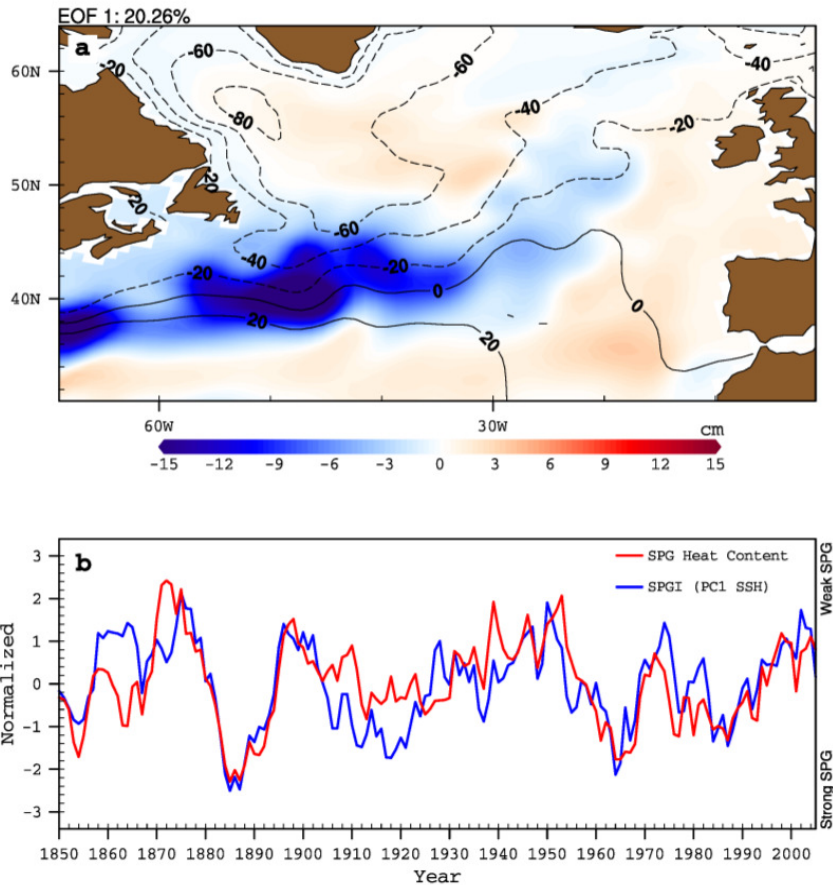 EOF 1: 20.26%
a
-60 -60 -40
-20
60N
-80 -40 -20
50N
-20
-20
-60
-40
-20 -20
40N 0 0
20 20
60W 30W cm
-15 -12 -9 -6 -3 0 3 6 9 12 15
b
SPG Heat Content
SPGI (PC1 SSH)
Weak SPG
Strong SPG
Normalized
3
2
1
0
-1
-2
-3
1850 1860 1870 1880 1890 1900 1910 1920 1930 1940 1950 1960 1970 1980 1990 2000
Year